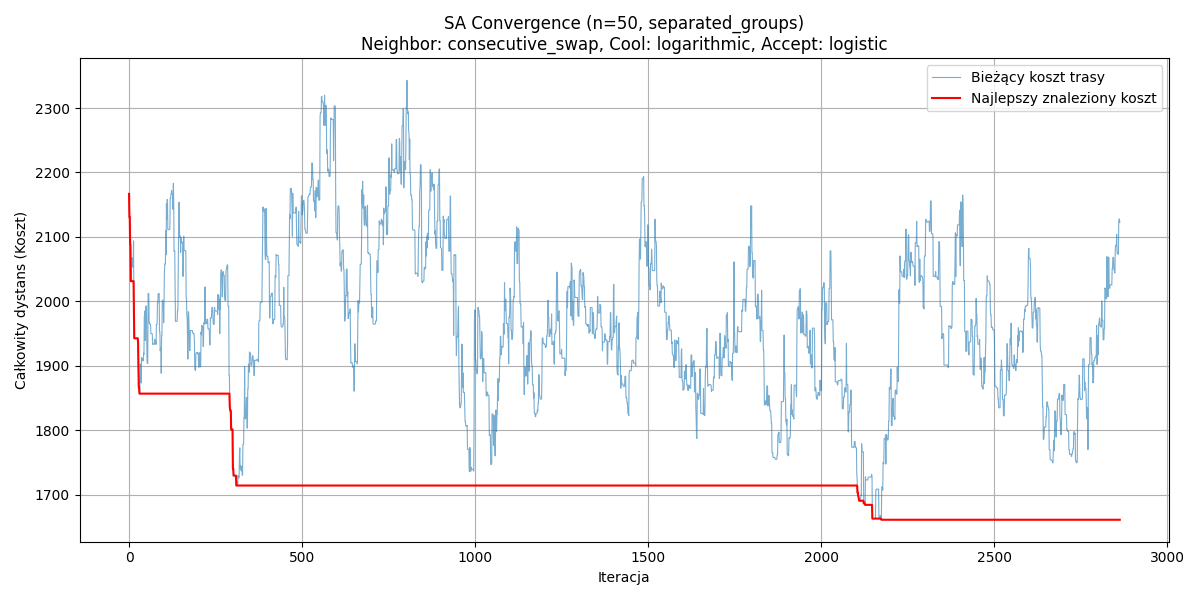 SA Convergence (n=50, separated_groups)
Neighbor: consecutive_swap, Cool: logarithmic, Accept: logistic
Bieżący koszt trasy
Najlepszy znaleziony koszt
Całkowity dystans (Koszt)
2300
2200
2100
2000
1900
1800
1700
0
500
1000
1500
2000
2500
3000
Iteracja